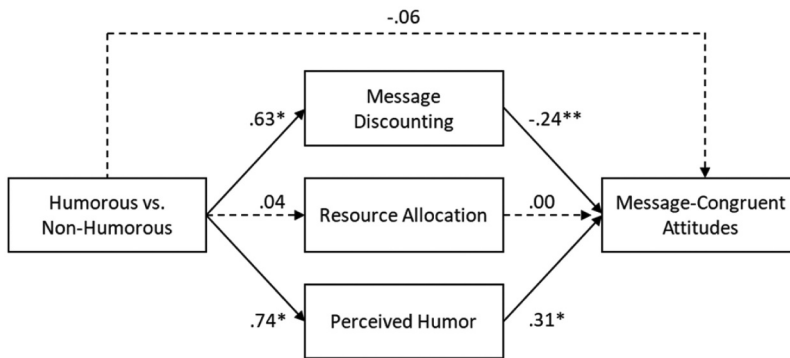 -.06
Message
Discounting
.63*
-.24**
Humorous vs.
Non-Humorous
.04
Resource Allocation
.00
Message-Congruent
Attitudes
.74*
Perceived Humor
.31*